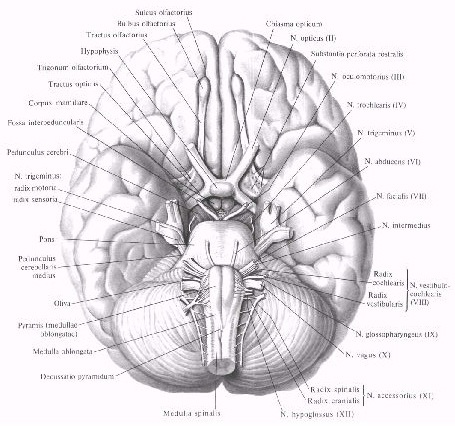 Sulcus olfactorius
Bulbus olfactorius
Tractus olfactorius
Hypophysis
Trigonum olfactorium
Tractus opticus
Corpus mamillare
Fossa interpeduncularis
Pedunculus cerebri
N. trigeminus:
radix motoria
radix sensoria
Pons
Pedunculus
cerebellaris
medius
Oliva
Pyramis (medullae
oblongatae)
Medulla oblongata
Decussatio pyramidum
Medulla spinalis
Chiasma opticum
N. opticus (II)
Substantia perforata rostralis
N. oculomotorius (III)
N. trochlearis (IV)
N. trigeminus (V)
N. abducens (VI)
N. facialis (VII)
N. intermedius
Radix
cochlearis
Radix
vestibularis
N. vestibulo-
cochlearis
(VIII)
N. glossopharyngeus (IX)
N. vagus (X)
Radix spinalis
Radix cranialis
N. accessorius (XI)
N. hypoglossus (XII)